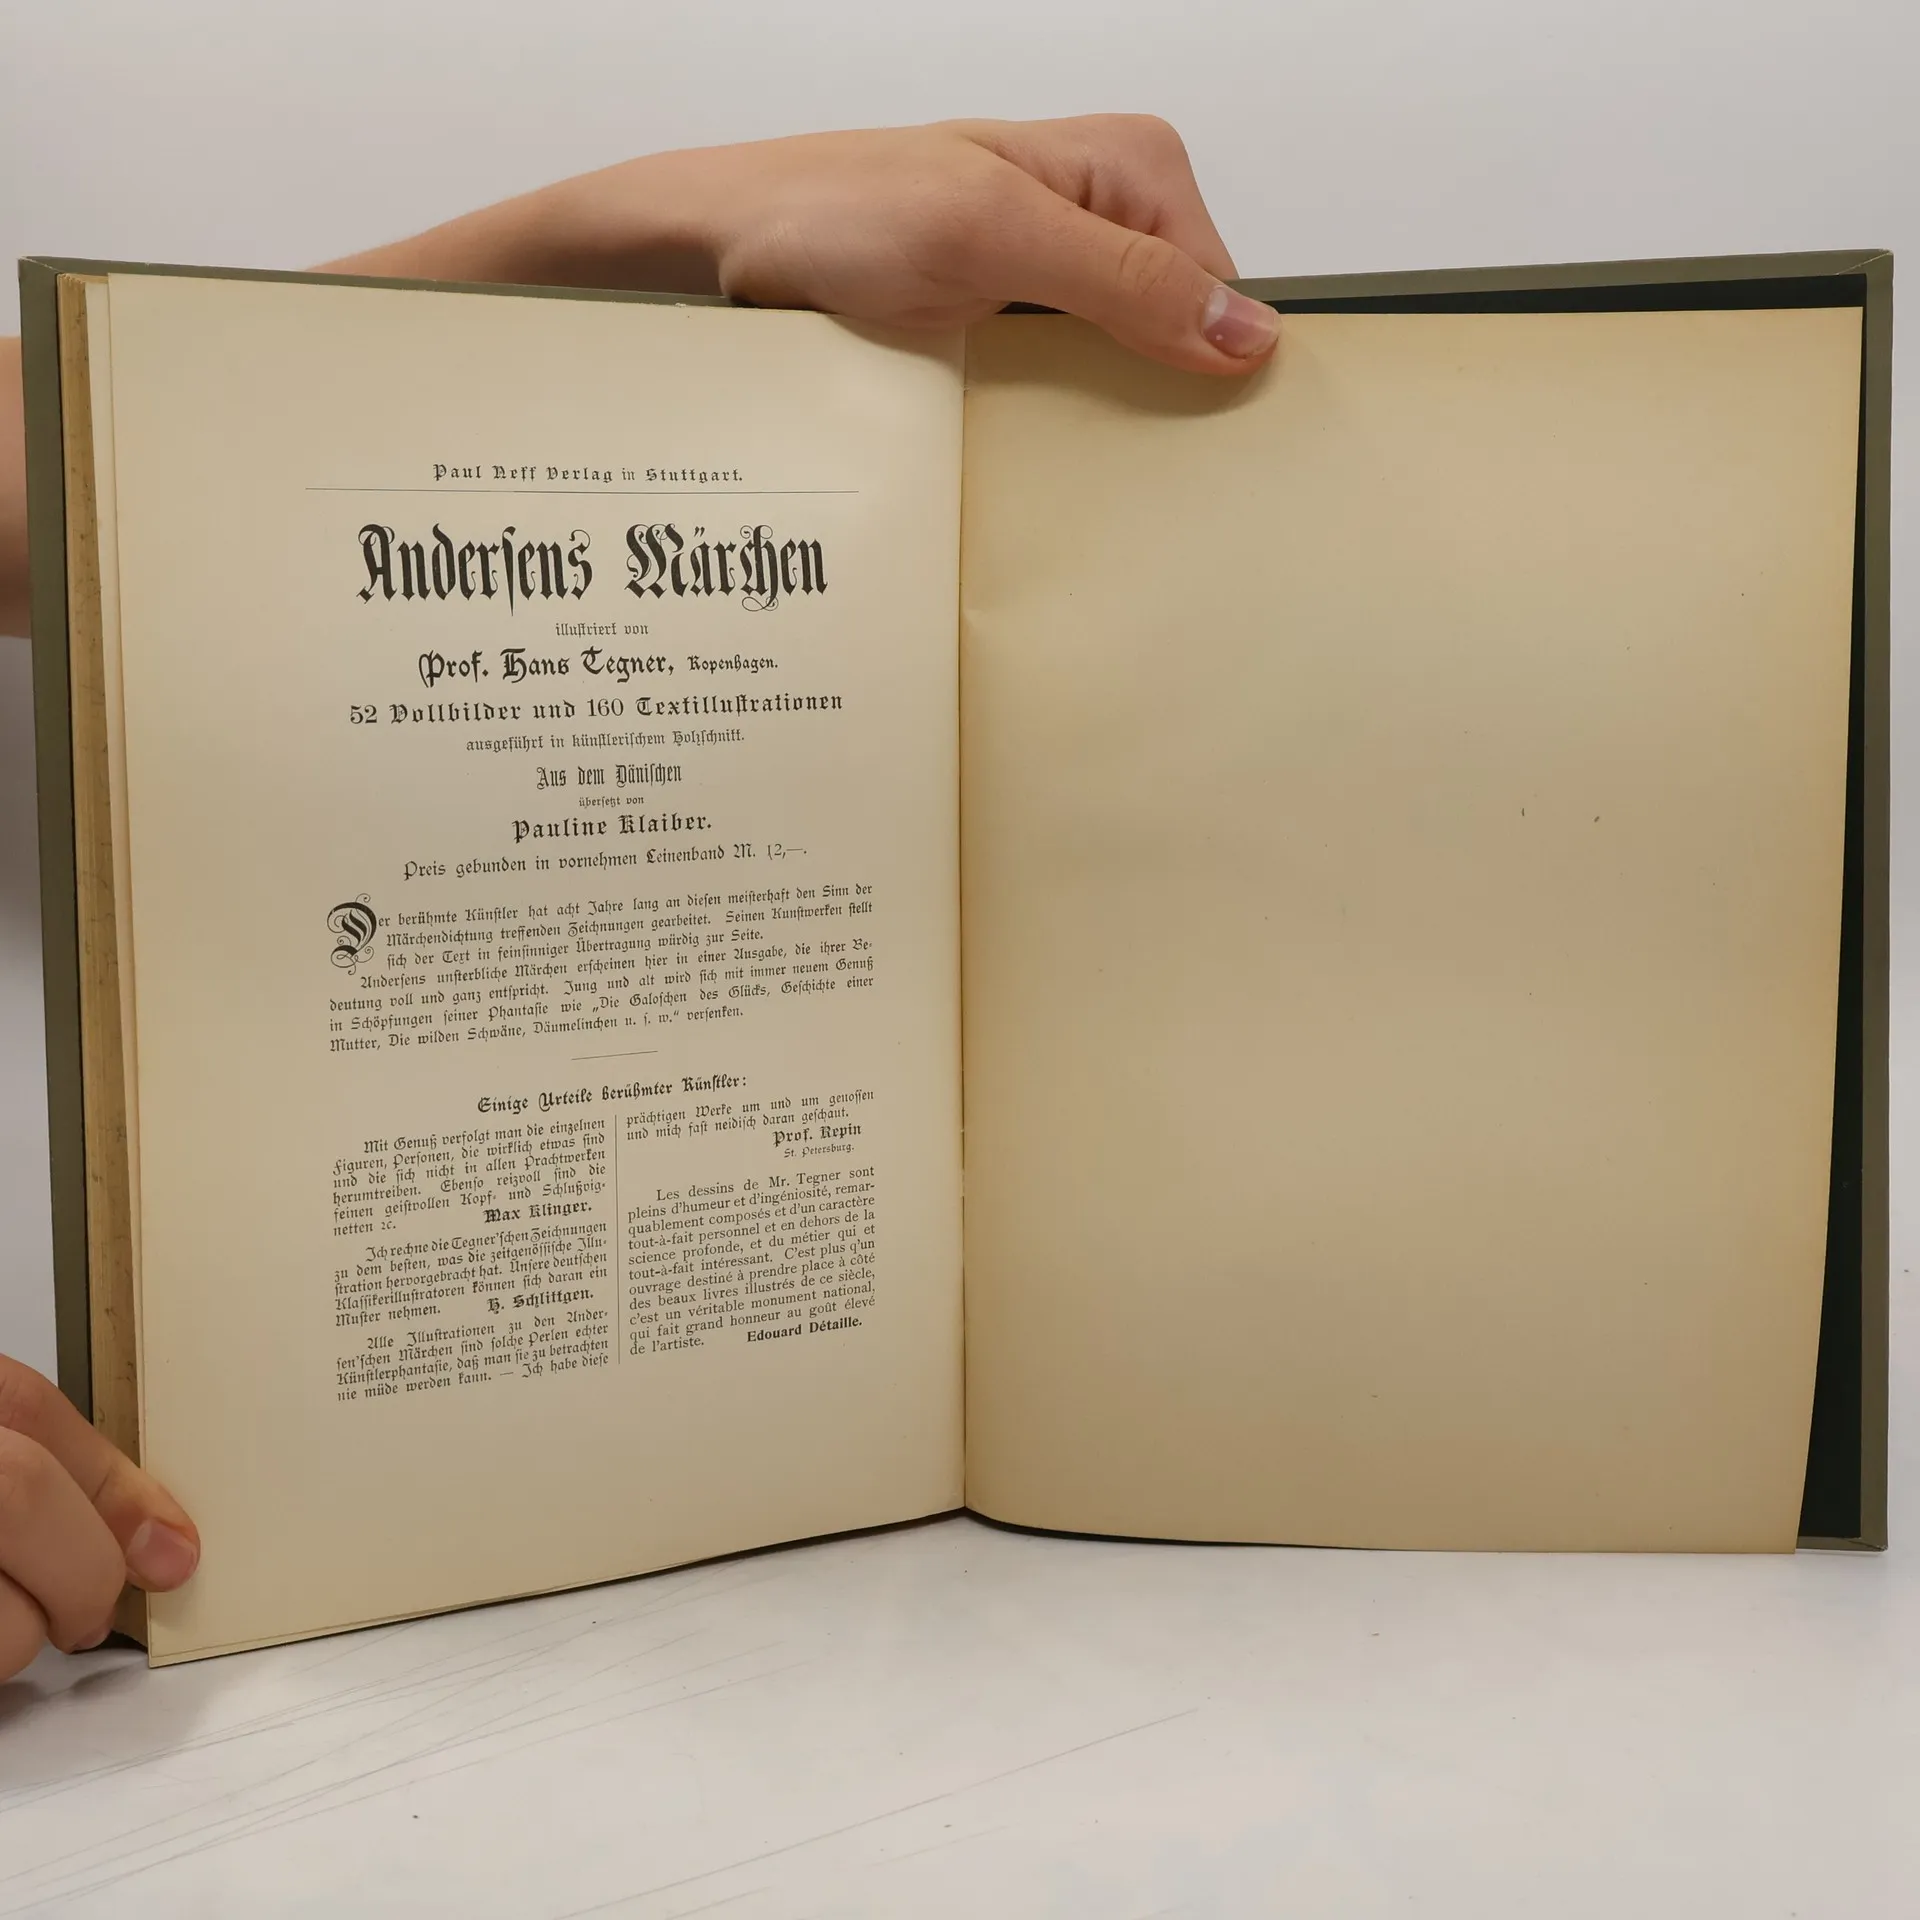 Paul Neff Verlag in Stuttgart.
Andersens Märchen
illustriert von
Prof. Hans Tegner, Kopenhagen.
52 Vollbilder und 160 Textillustrationen
ausgeführt in künstlerischem Holzschnitt.
Aus dem Dänischen
übersetzt von
Pauline Klaiber.
Preis gebunden in vornehmen Leinenband M. 12,—.
Der berühmte Künstler hat acht Jahre lang an diesen meisterhaft den Sinn der
Märchendichtung treffenden Zeichnungen gearbeitet. Seinen Kunstwerken stellt
sich der Text in feinsinniger Übertragung würdig zur Seite.
Andersens unsterbliche Märchen erscheinen hier in einer Ausgabe, die ihrer Be-
deutung voll und ganz entspricht. Jung und alt wird sich mit immer neuem Genuß
in Schöpfungen seiner Phantasie wie „Die Galoschen des Glücks, Geschichte einer
Mutter, Die wilden Schwäne, Däumelinchen u. s. w.“ versenken.
Einige Urteile berühmter Künstler:
Mit Genuß verfolgt man die einzelnen
Figuren, Personen, die wirklich etwas sind
und die sich nicht in allen Prachtwerken
herumtreiben. Ebenso reizvoll sind die
feinen geistvollen Kopf- und Schlußvig-
netten ꝛc. Max Klinger.
Ich rechne die Tegner'schen Zeichnungen
zu dem besten, was die zeitgenössische Illu-
stration hervorgebracht hat. Unsere deutschen
Klassikerillustratoren können sich daran ein
Muster nehmen. H. Schlittgen.
Alle Illustrationen zu den Ander-
sen'schen Märchen sind solche Perlen echter
Künstlerphantasie, daß man sie zu betrachten
nie müde werden kann. — Ich habe diese
prächtigen Werke um und um genossen
und mich fast neidisch daran geschaut.
Prof. Repin
St. Petersburg.
Les dessins de Mr. Tegner sont
pleins d'humeur et d'ingéniosité, remar-
quablement composés et d'un caractère
tout-à-fait personnel et en dehors de la
science profonde, et du métier qui et
tout-à-fait intéressant. C'est plus q'un
ouvrage destiné à prendre place à côté
des beaux livres illustrés de ce siècle,
c'est un véritable monument national,
qui fait grand honneur au goût élevé
de l'artiste. Edouard Détaille.